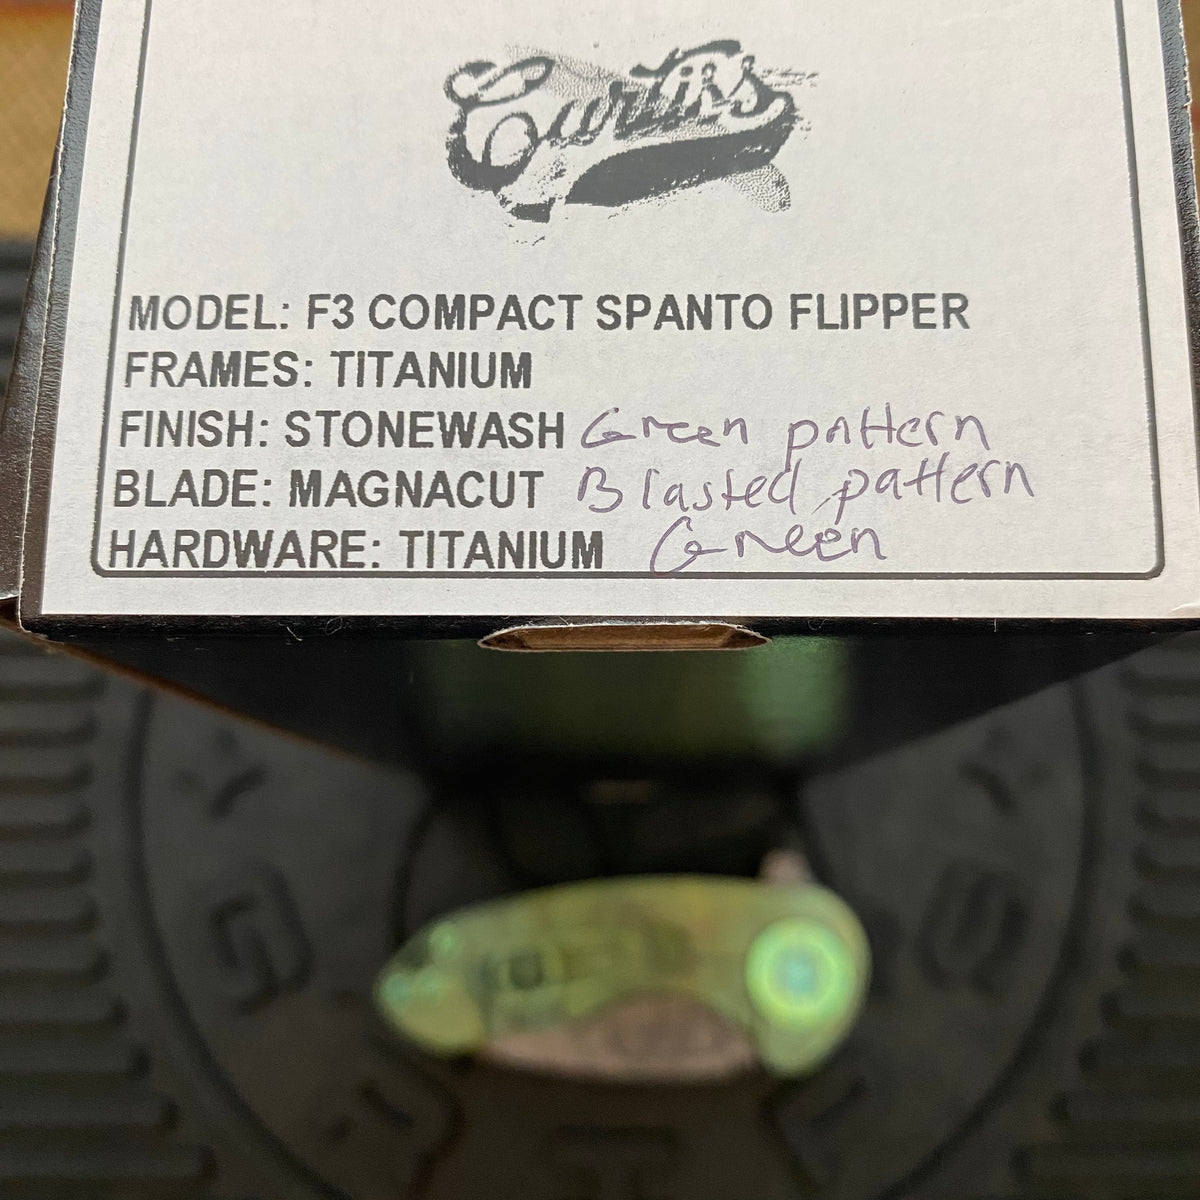 Curtiss
MODEL: F3 COMPACT SPANTO FLIPPER
FRAMES: TITANIUM
FINISH: STONEWASH Green pattern
BLADE: MAGNACUT Blasted pattern
HARDWARE: TITANIUM Green